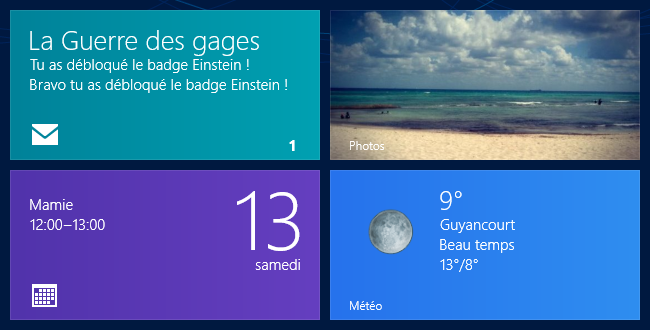 La Guerre des gages
Tu as débloqué le badge Einstein !
Bravo tu as débloqué le badge Einstein !
1
Photos
Mamie
12:00–13:00
13
samedi
9°
Guyancourt
Beau temps
13°/8°
Météo